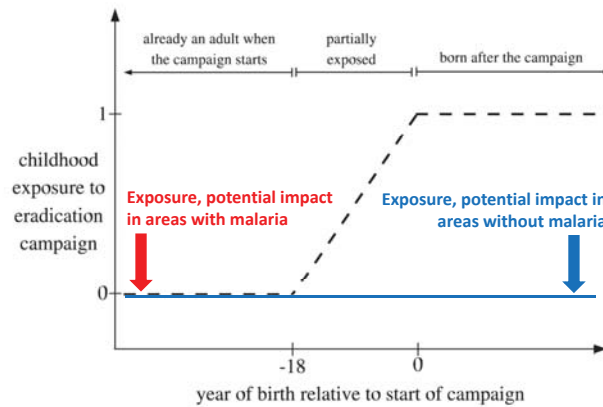 already an adult when
the campaign starts
partially
exposed
born after the campaign
1
childhood
exposure to
eradication
campaign
Exposure, potential impact
in areas with malaria
Exposure, potential impact in
areas without malaria
0
-18
0
year of birth relative to start of campaign